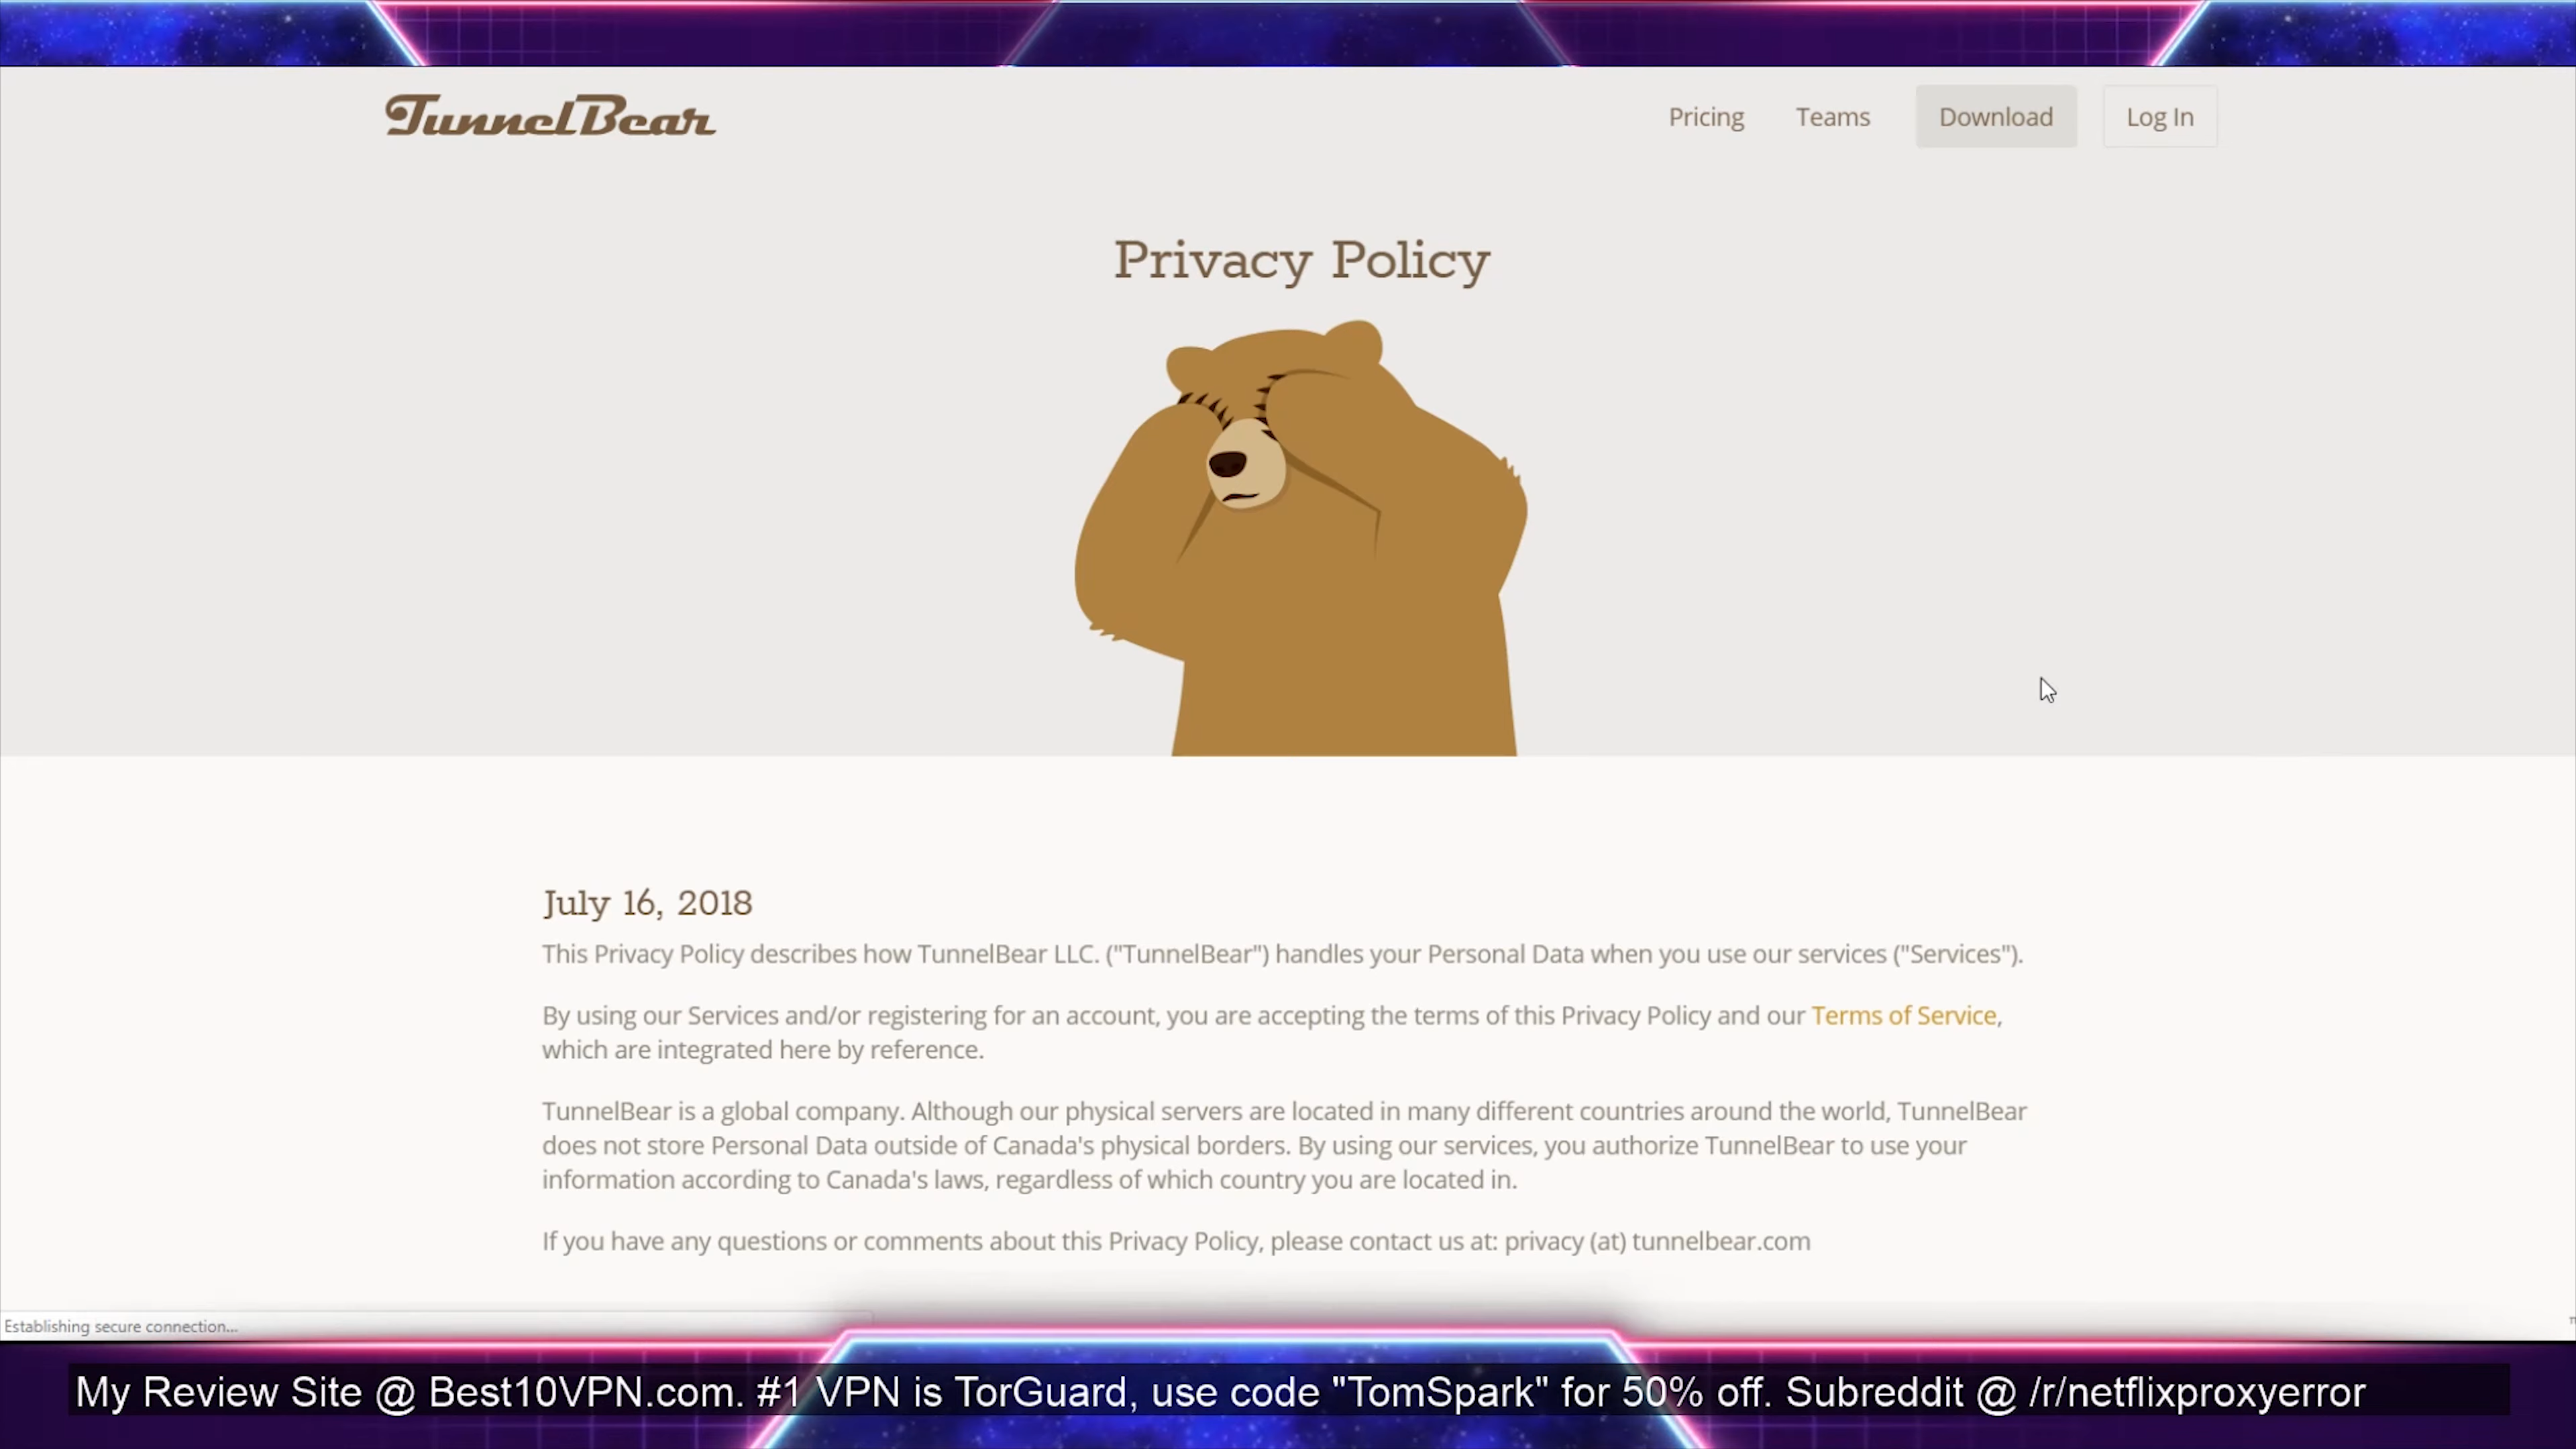 TunnelBear
Pricing
Teams
Download
Log In
Privacy Policy
July 16, 2018
This Privacy Policy describes how TunnelBear LLC. ("TunnelBear") handles your Personal Data when you use our services ("Services").
By using our Services and/or registering for an account, you are accepting the terms of this Privacy Policy and our Terms of Service,
which are integrated here by reference.
TunnelBear is a global company. Although our physical servers are located in many different countries around the world, TunnelBear
does not store Personal Data outside of Canada's physical borders. By using our services, you authorize TunnelBear to use your
information according to Canada's laws, regardless of which country you are located in.
If you have any questions or comments about this Privacy Policy, please contact us at: privacy (at) tunnelbear.com
Establishing secure connection...
My Review Site @ Best10VPN.com. #1 VPN is TorGuard, use code "TomSpark" for 50% off. Subreddit @ /r/netflixproxyerror